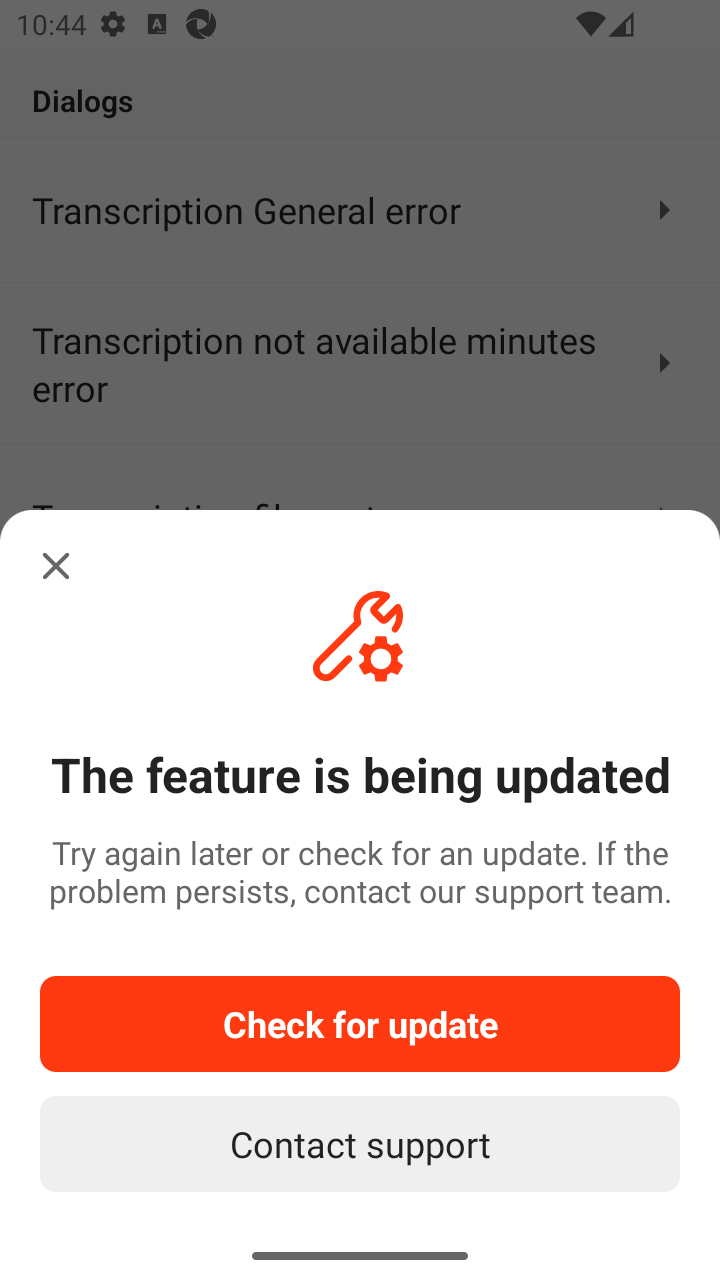 10:44
Dialogs
Transcription General error
Transcription not available minutes
error
The feature is being updated
Try again later or check for an update. If the
problem persists, contact our support team.
Check for update
Contact support